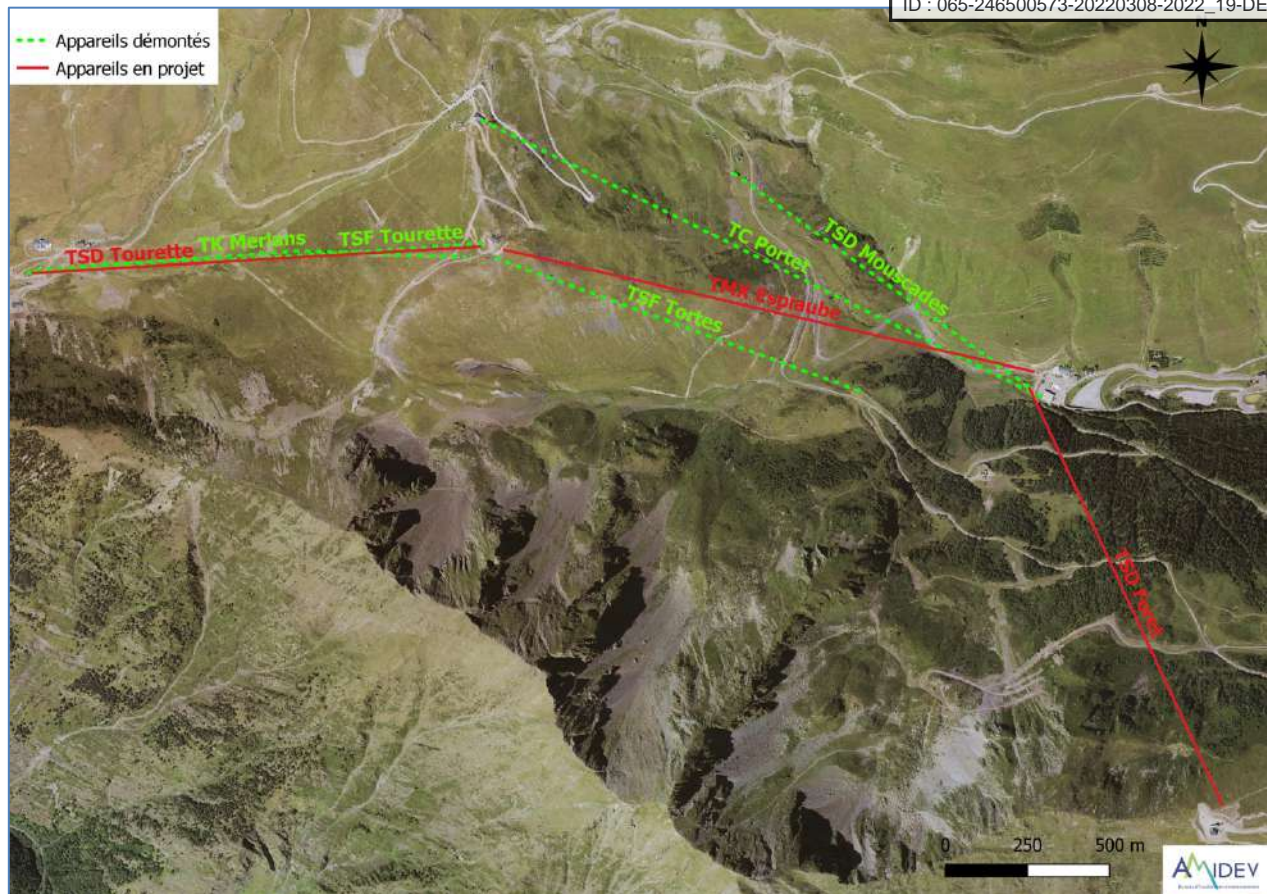 ID : 065-246500573-20220308-2022_19-DE
Appareils démontés
Appareils en projet
TSD Mouscades
TC Portet
TSD Tourette
TK Merlans
TSF Tourette
TMX Espiaube
TSF Tortes
TSD Forêt
0 250 500 m
AMIDEV